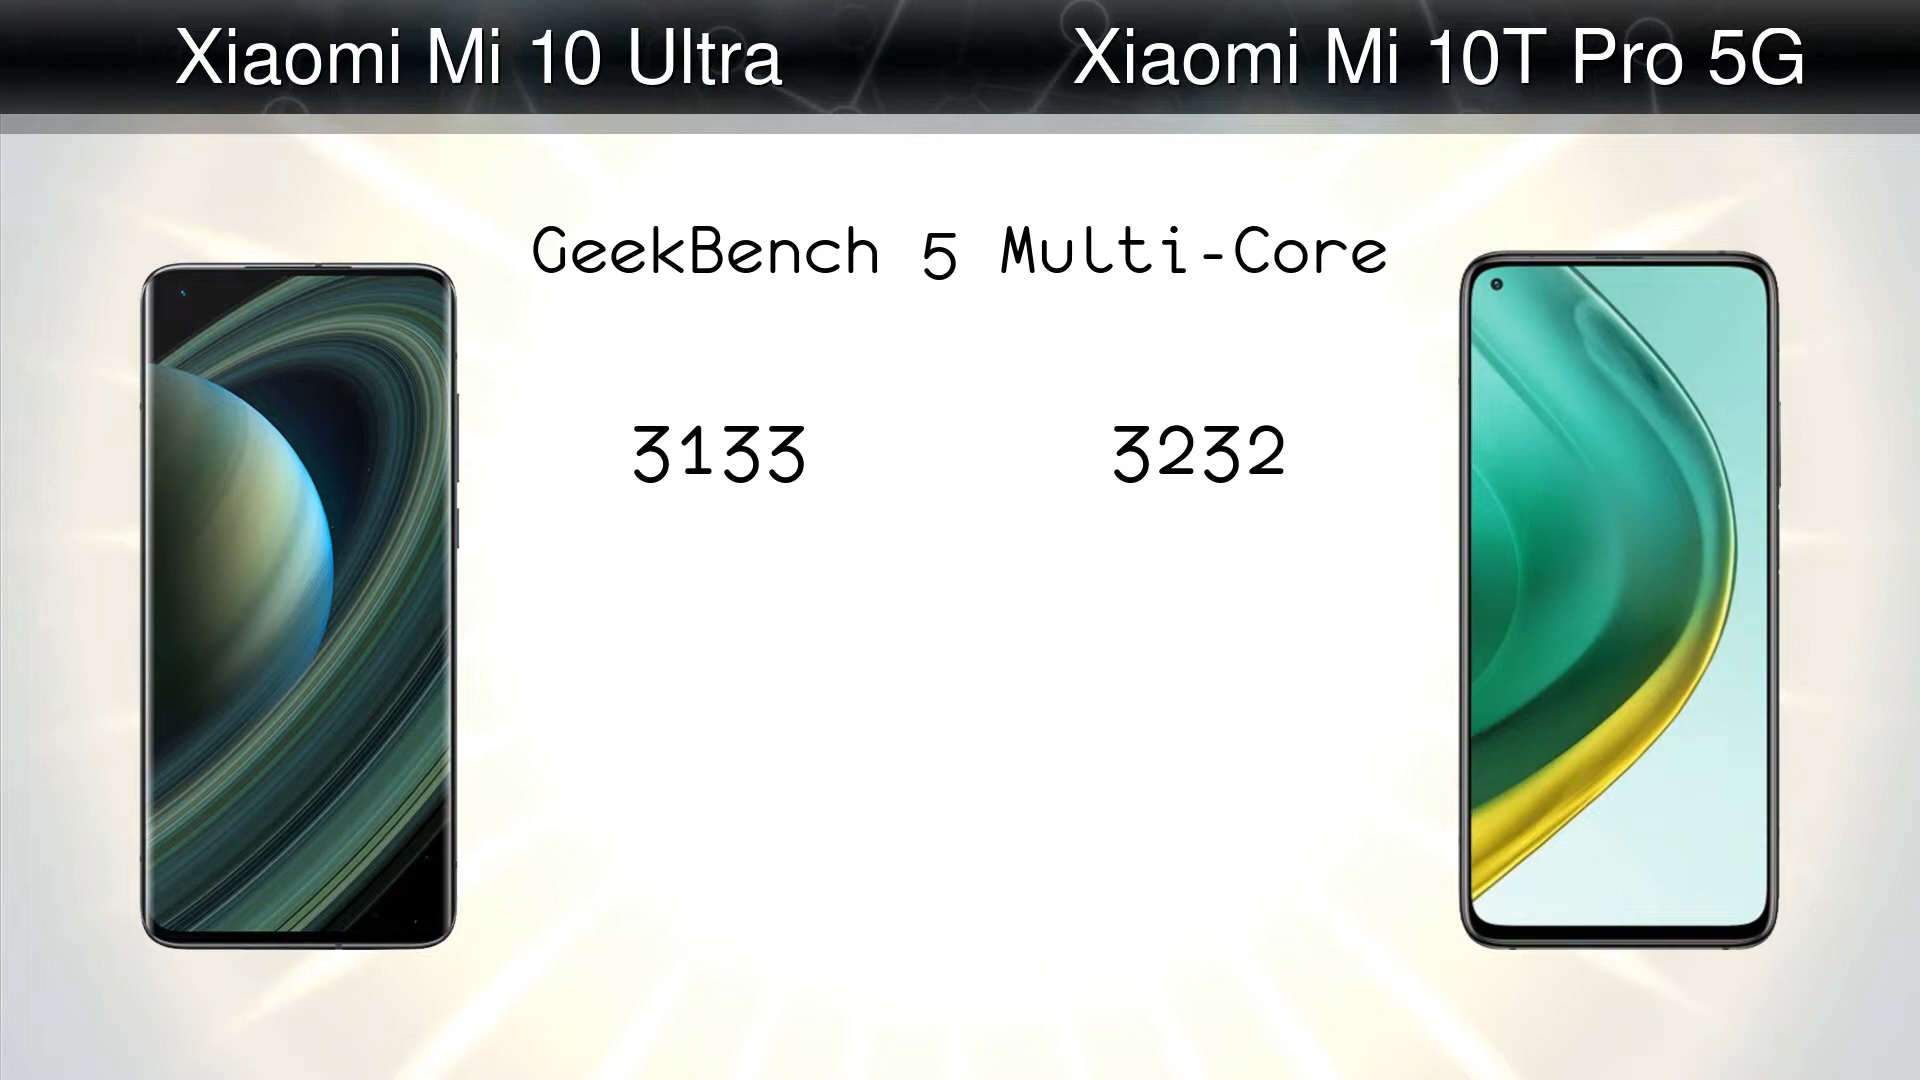 Xiaomi Mi 10 Ultra
Xiaomi Mi 10T Pro 5G
GeekBench 5 Multi-Core
3133
3232